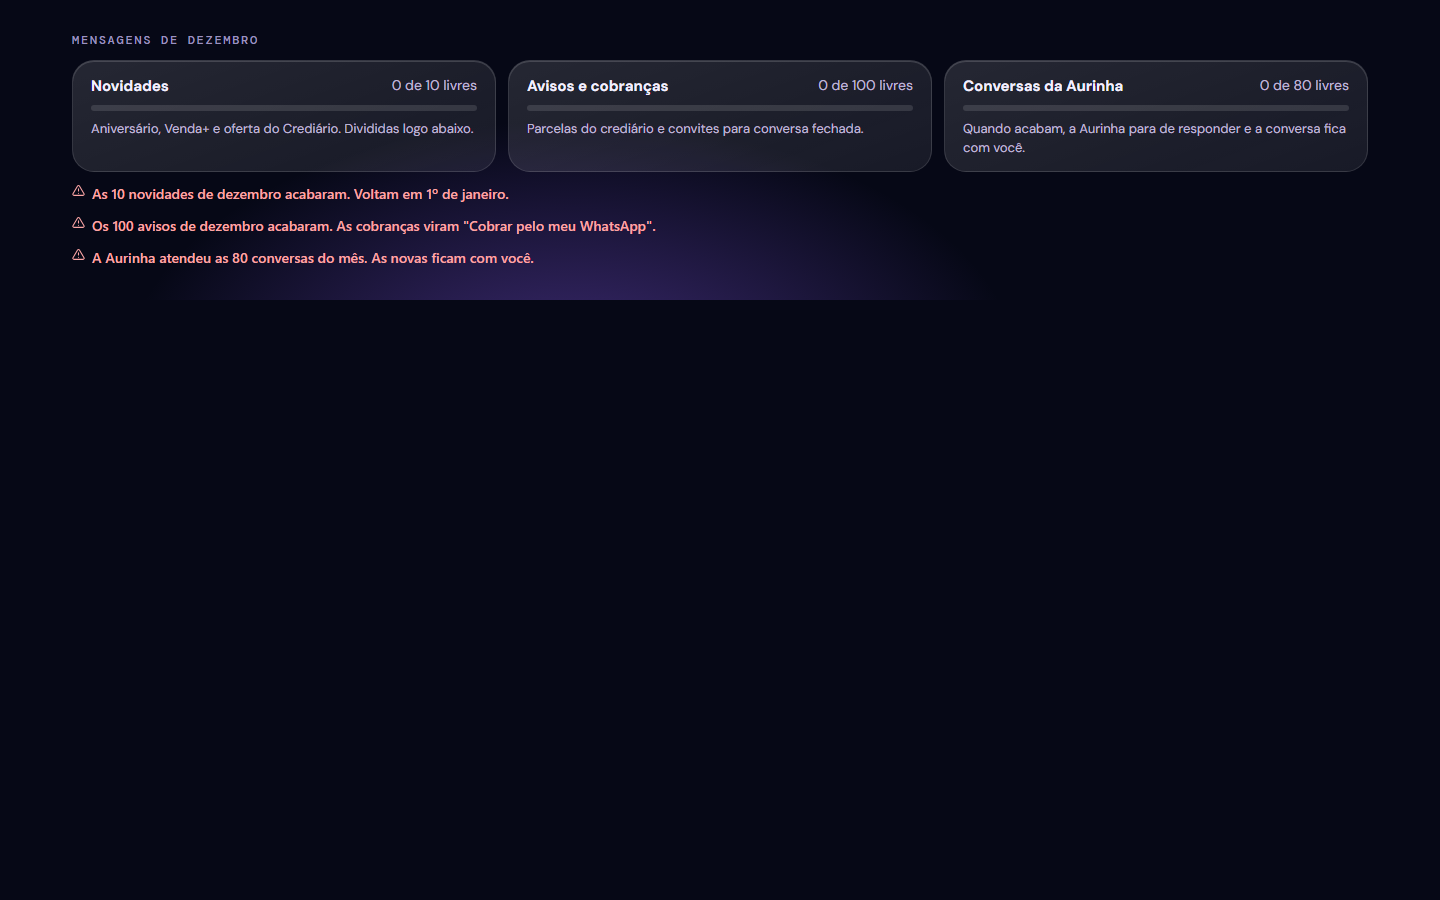 MENSAGENS DE DEZEMBRO
Novidades
0 de 10 livres
Aniversário, Venda+ e oferta do Crediário. Divididas logo abaixo.
Avisos e cobranças
0 de 100 livres
Parcelas do crediário e convites para conversa fechada.
Conversas da Aurinha
0 de 80 livres
Quando acabam, a Aurinha para de responder e a conversa fica
com você.
As 10 novidades de dezembro acabaram. Voltam em 1º de janeiro.
Os 100 avisos de dezembro acabaram. As cobranças viram "Cobrar pelo meu WhatsApp".
A Aurinha atendeu as 80 conversas do mês. As novas ficam com você.